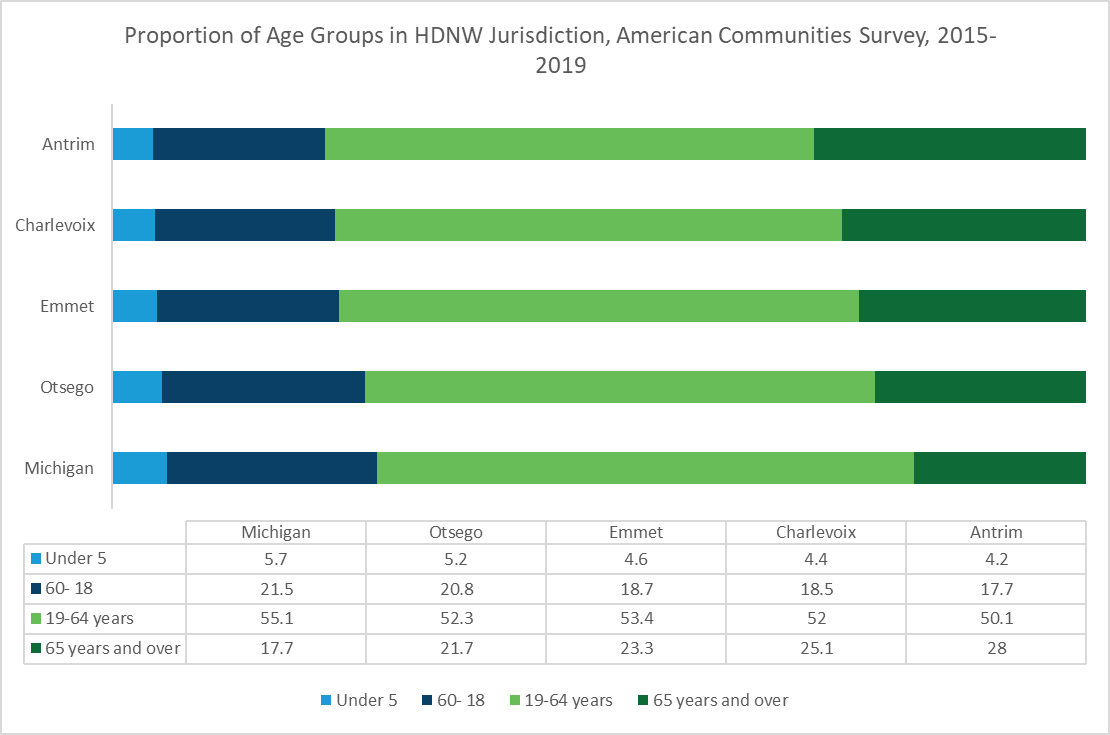 Proportion of Age Groups in HDNW Jurisdiction, American Communities Survey, 2015-
2019
Antrim
Charlevoix
Emmet
Otsego
Michigan
Michigan Otsego Emmet Charlevoix Antrim
Under 5 5.7 5.2 4.6 4.4 4.2
60- 18 21.5 20.8 18.7 18.5 17.7
19-64 years 55.1 52.3 53.4 52 50.1
65 years and over 17.7 21.7 23.3 25.1 28
Under 5 60- 18 19-64 years 65 years and over